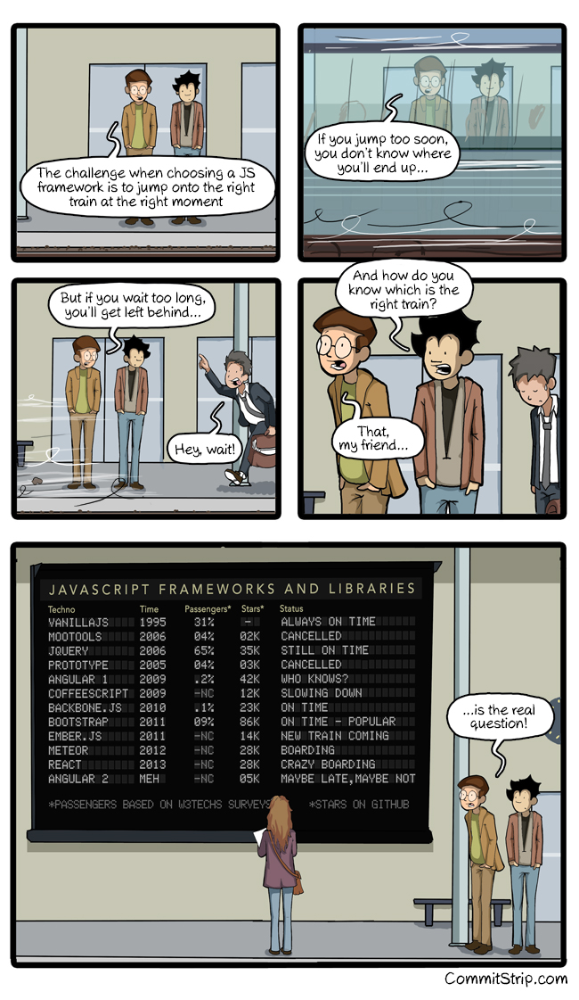 The challenge when choosing a JS
framework is to jump onto the right
train at the right moment
If you jump too soon,
you don't know where
you'll end up...
But if you wait too long,
you'll get left behind...
Hey, wait!
And how do you
know which is the
right train?
That,
my friend...
JAVASCRIPT FRAMEWORKS AND LIBRARIES
Techno Time Passengers* Stars* Status
VANILLAJS 1995 31% - ALWAYS ON TIME
MOOTOOLS 2006 04% 02K CANCELLED
JQUERY 2006 65% 35K STILL ON TIME
PROTOTYPE 2005 04% 03K CANCELLED
ANGULAR 1 2009 .2% 42K WHO KNOWS?
COFFEESCRIPT 2009 -NC 12K SLOWING DOWN
BACKBONE.JS 2010 .1% 23K ON TIME
BOOTSTRAP 2011 09% 86K ON TIME - POPULAR
EMBER.JS 2011 -NC 14K NEW TRAIN COMING
METEOR 2012 -NC 28K BOARDING
REACT 2013 -NC 28K CRAZY BOARDING
ANGULAR 2 MEH -NC 05K MAYBE LATE,MAYBE NOT
*PASSENGERS BASED ON W3TECHS SURVEYS *STARS ON GITHUB
...is the real
question!
CommitStrip.com